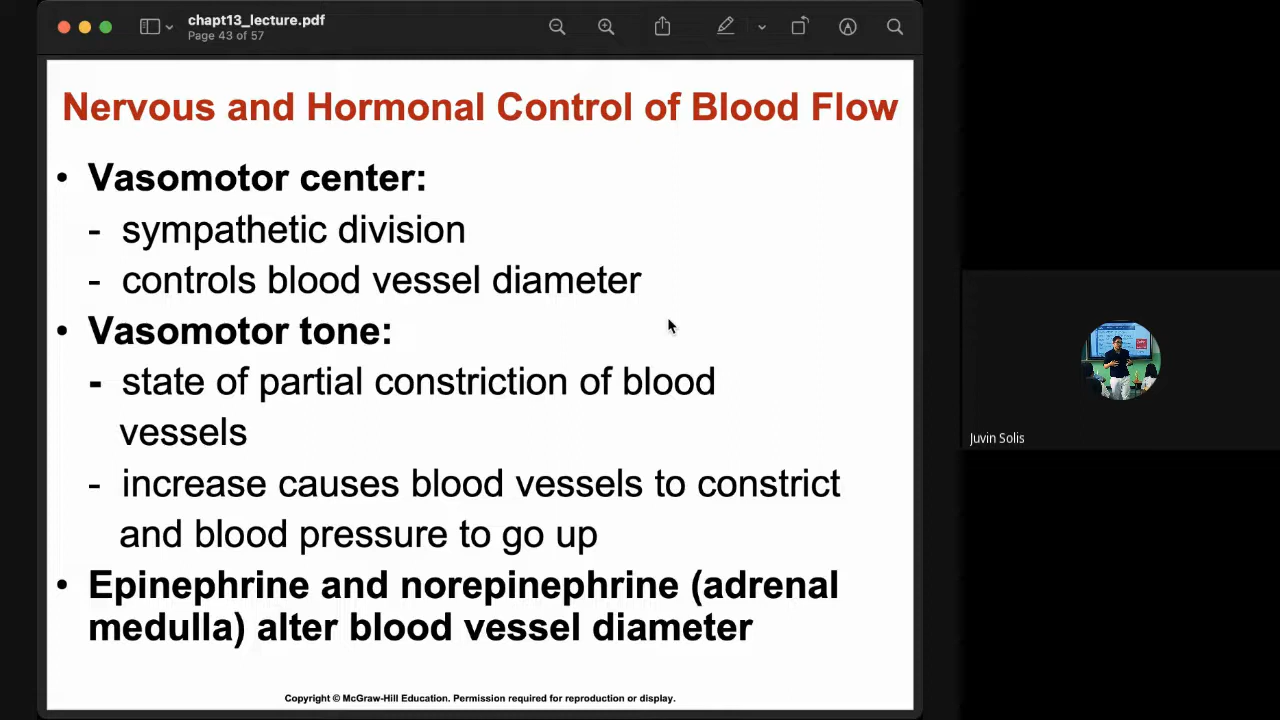 chapt13_lecture.pdf
Page 43 of 57
Nervous and Hormonal Control of Blood Flow
• Vasomotor center:
- sympathetic division
- controls blood vessel diameter
• Vasomotor tone:
- state of partial constriction of blood
vessels
- increase causes blood vessels to constrict
and blood pressure to go up
• Epinephrine and norepinephrine (adrenal
medulla) alter blood vessel diameter
Copyright © McGraw-Hill Education. Permission required for reproduction or display.
Juvin Solis